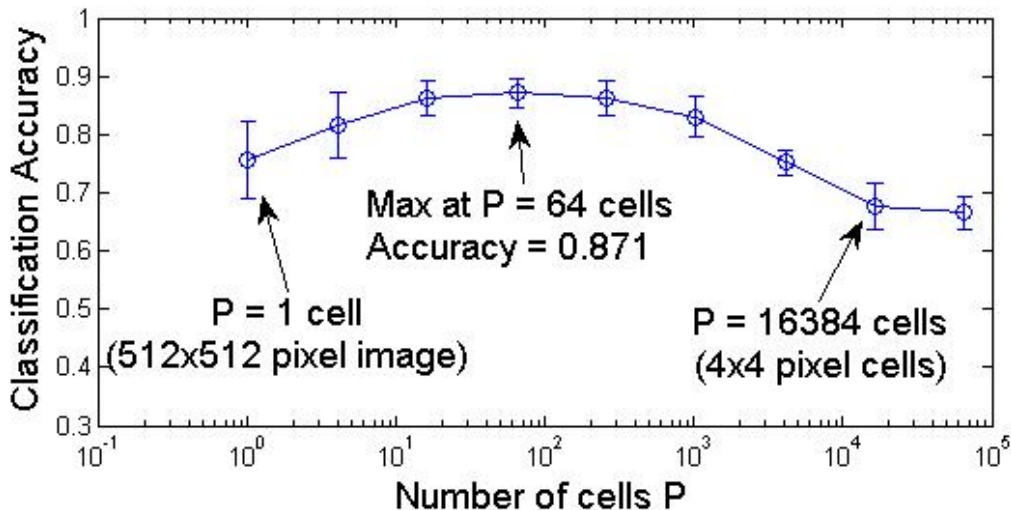 Classification Accuracy
1
0.9
0.8
0.7
0.6
0.5
0.4
0.3
Max at P = 64 cells
Accuracy = 0.871
P = 1 cell
(512x512 pixel image)
P = 16384 cells
(4x4 pixel cells)
10^-1
10^0
10^1
10^2
10^3
10^4
10^5
Number of cells P